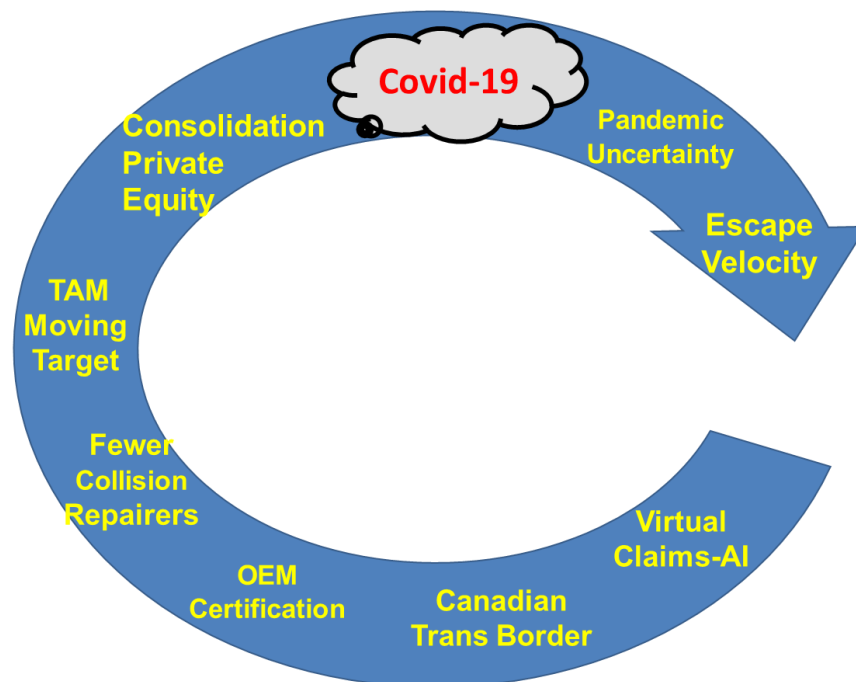 Covid-19
Pandemic
Uncertainty
Escape
Velocity
Consolidation
Private
Equity
TAM
Moving
Target
Fewer
Collision
Repairers
OEM
Certification
Canadian
Trans Border
Virtual
Claims-AI